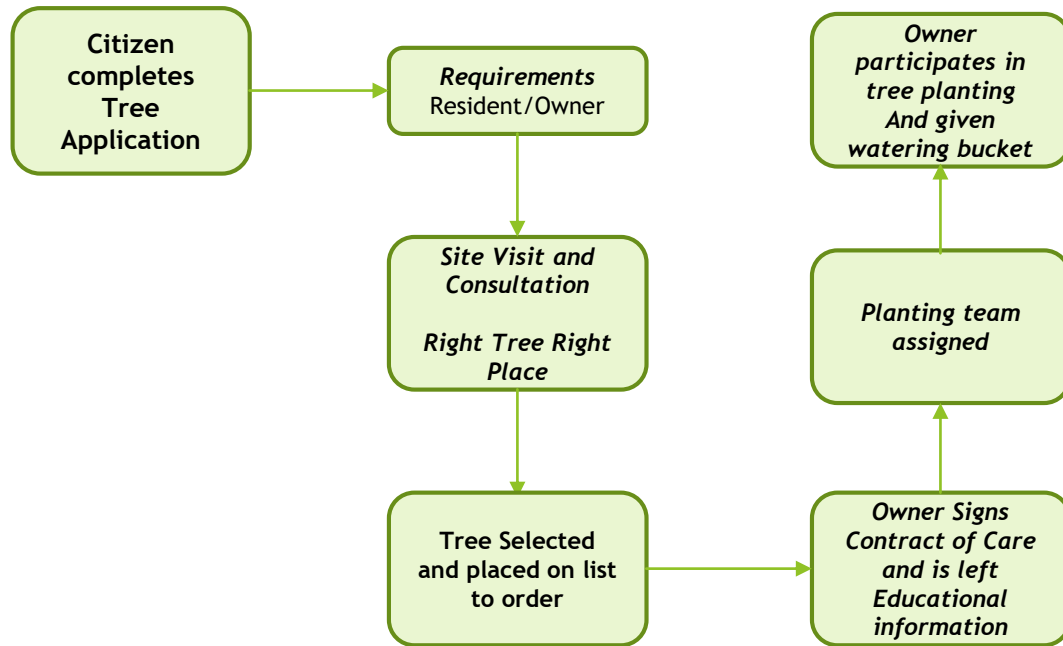 Citizen
completes
Tree
Application
Requirements
Resident/Owner
Site Visit and
Consultation
Right Tree Right
Place
Tree Selected
and placed on list
to order
Owner Signs
Contract of Care
and is left
Educational
information
Planting team
assigned
Owner
participates in
tree planting
And given
watering bucket